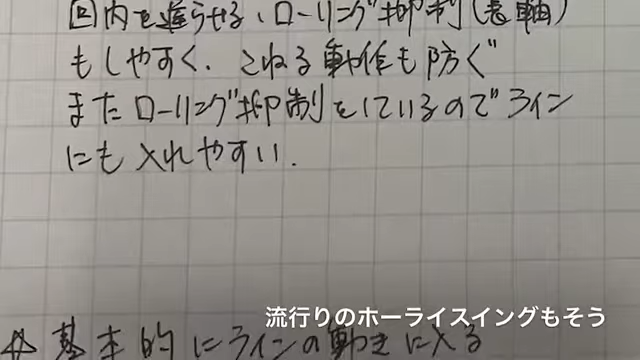 回内を遅らせる、ローリング抑制(長軸)
もしやすく、こねる動作も防ぐ
またローリング抑制をしているのでライン
にも入れやすい.
流行りのホーライスイングもそう
☆ 基本的にラインの動きに入る